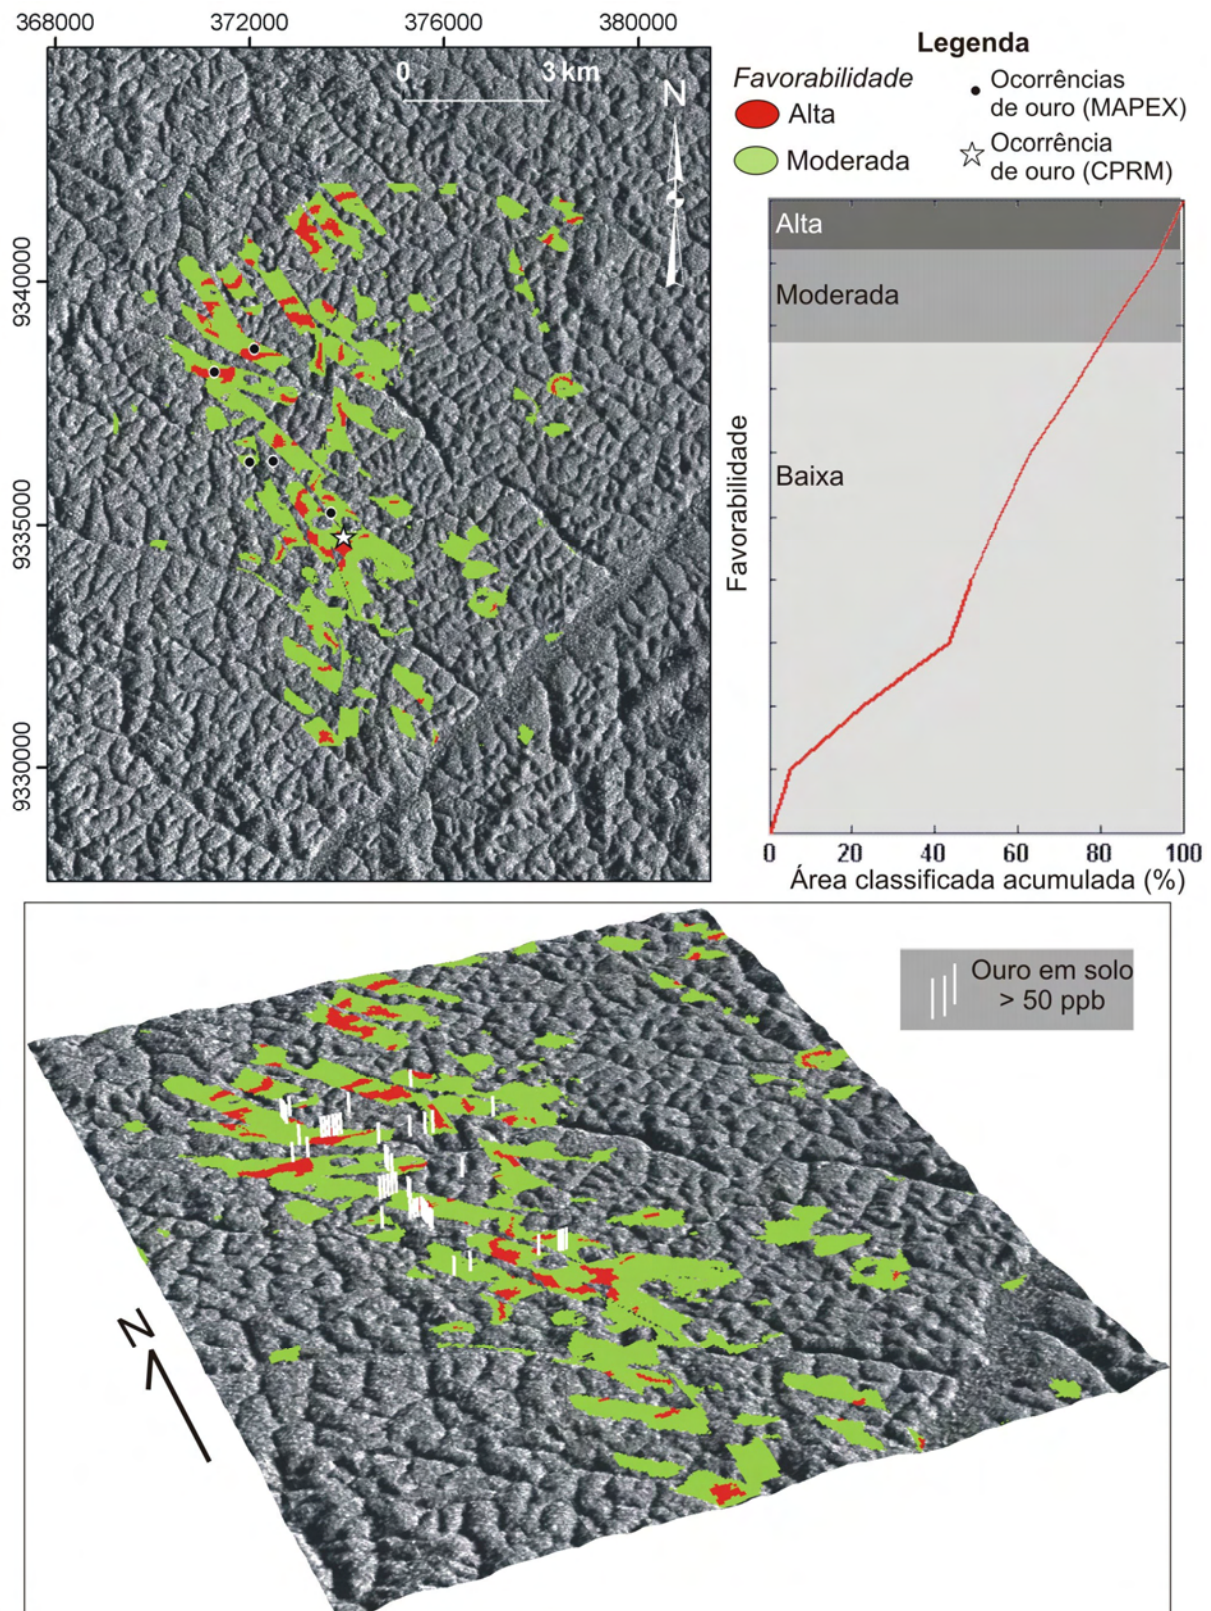 368000 372000 376000 380000
0 3 km
N
9340000
9335000
9330000
Legenda
Favorabilidade
Alta
Moderada
Ocorrências
de ouro (MAPEX)
Ocorrência
de ouro (CPRM)
Alta
Moderada
Baixa
Favorabilidade
0 20 40 60 80 100
Área classificada acumulada (%)
Ouro em solo
> 50 ppb
N